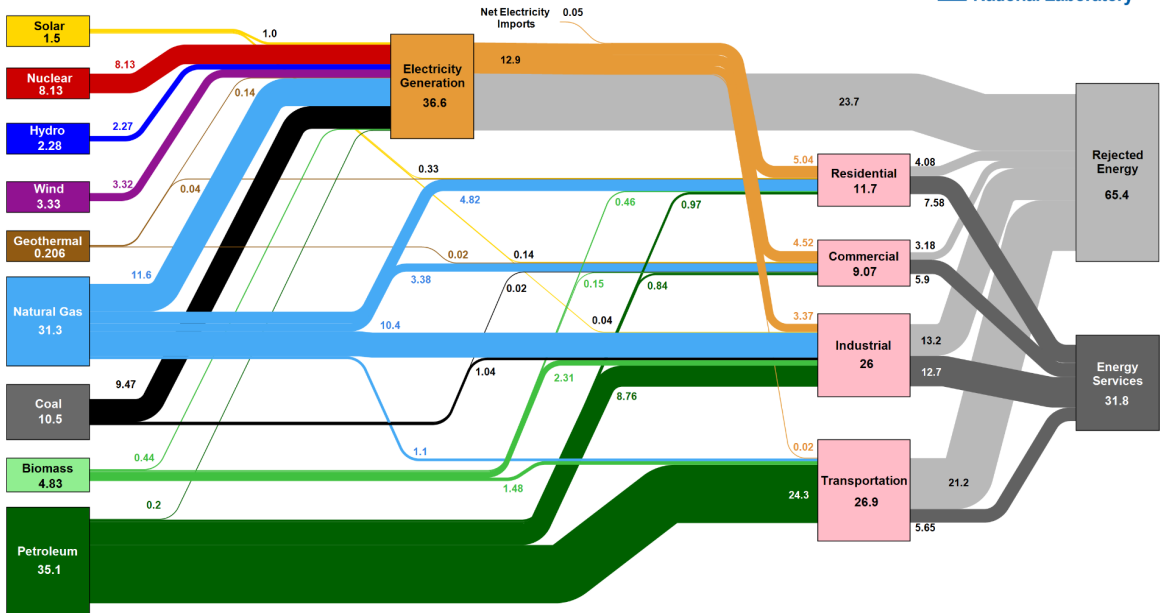 National Laboratory
Net Electricity
Imports
0.05
Solar
1.5
1.0
8.13
Nuclear
8.13
0.14
Electricity
Generation
36.6
12.9
23.7
Rejected
Energy
65.4
2.27
Hydro
2.28
3.32
Wind
3.33
0.04
0.33
4.82
0.46
0.97
5.04
Residential
11.7
4.08
7.58
Geothermal
0.206
0.02
0.14
3.38
0.02
0.15
0.84
4.52
Commercial
9.07
3.18
5.9
11.6
Natural Gas
31.3
10.4
0.04
3.37
Industrial
26
13.2
12.7
Energy
Services
31.8
9.47
Coal
10.5
1.04
2.31
8.76
0.44
Biomass
4.83
1.1
1.48
0.02
Transportation
26.9
24.3
21.2
5.65
0.2
Petroleum
35.1